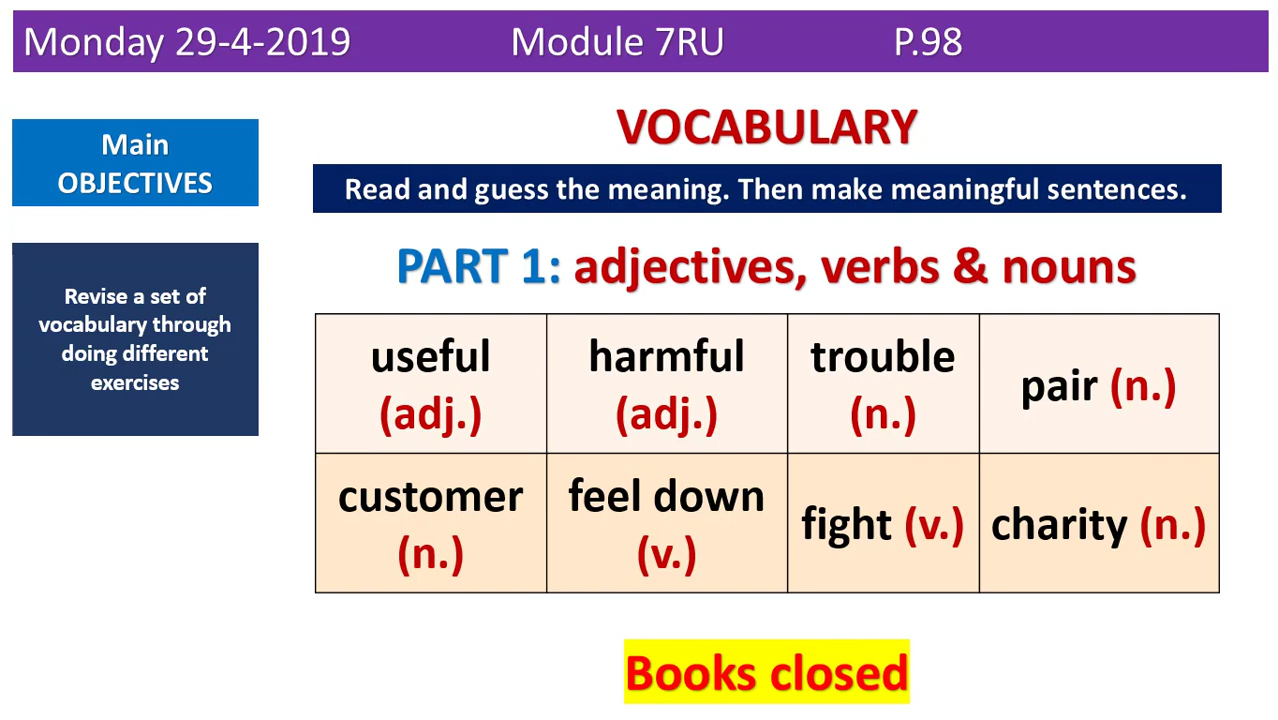 Monday 29-4-2019 Module 7RU P.98
Main
OBJECTIVES
Revise a set of
vocabulary through
doing different
exercises
VOCABULARY
Read and guess the meaning. Then make meaningful sentences.
PART 1: adjectives, verbs & nouns
useful
(adj.)
harmful
(adj.)
trouble
(n.)
pair (n.)
customer
(n.)
feel down
(v.)
fight (v.)
charity (n.)
Books closed